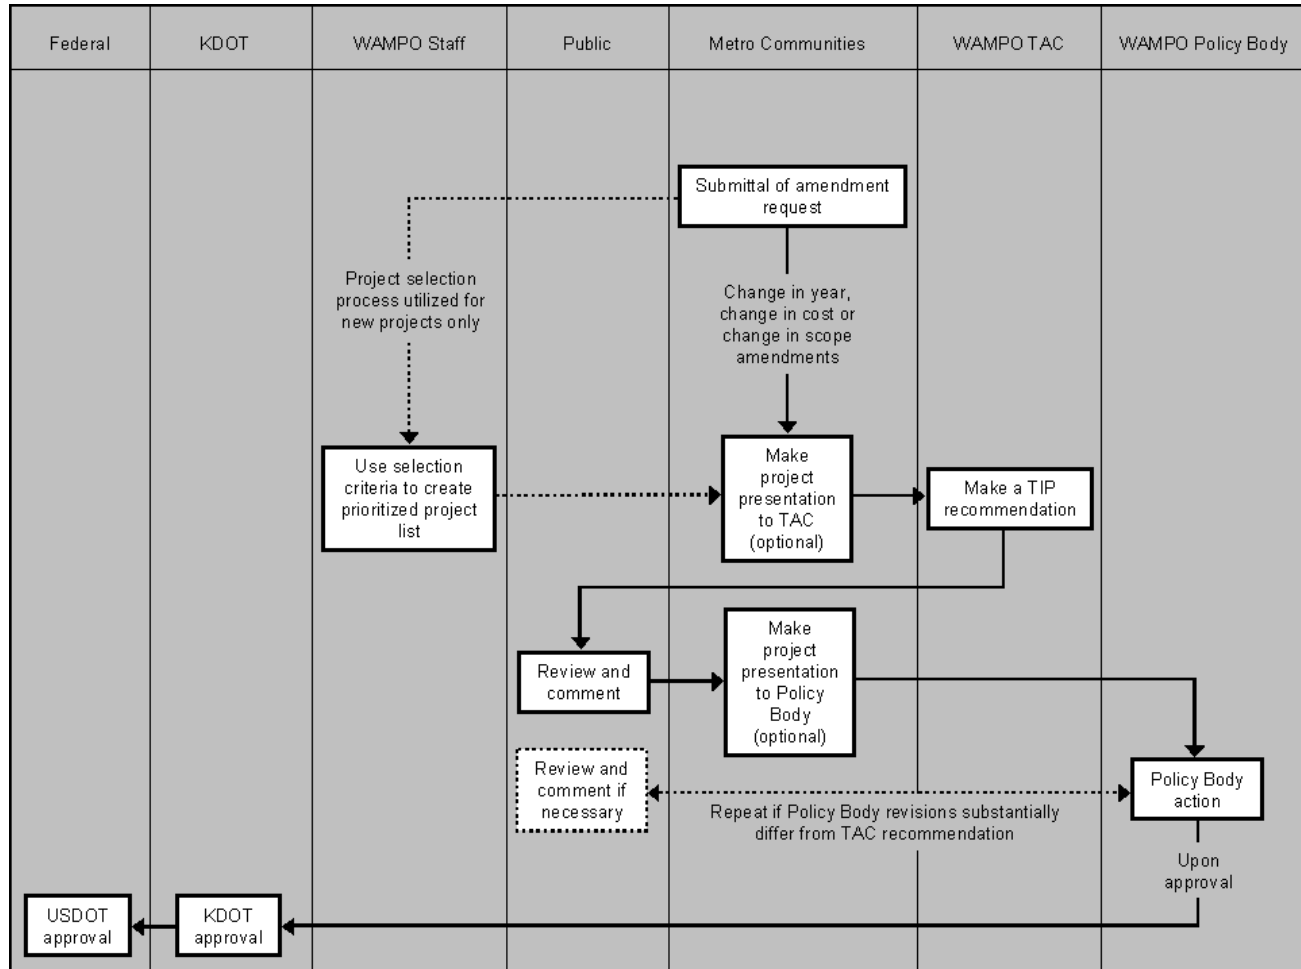 Federal
KDOT
WAMPO Staff
Public
Metro Communities
WAMPO TAC
WAMPO Policy Body
Submittal of amendment
request
Project selection
process utilized for
new projects only
Change in year,
change in cost or
change in scope
amendments
Use selection
criteria to create
prioritized project
list
Make
project
presentation
to TAC
(optional)
Make a TIP
recommendation
Review and
comment
Make
project
presentation
to Policy
Body
(optional)
Review and
comment if
necessary
Repeat if Policy Body revisions substantially
differ from TAC recommendation
Policy Body
action
Upon
approval
USDOT
approval
KDOT
approval